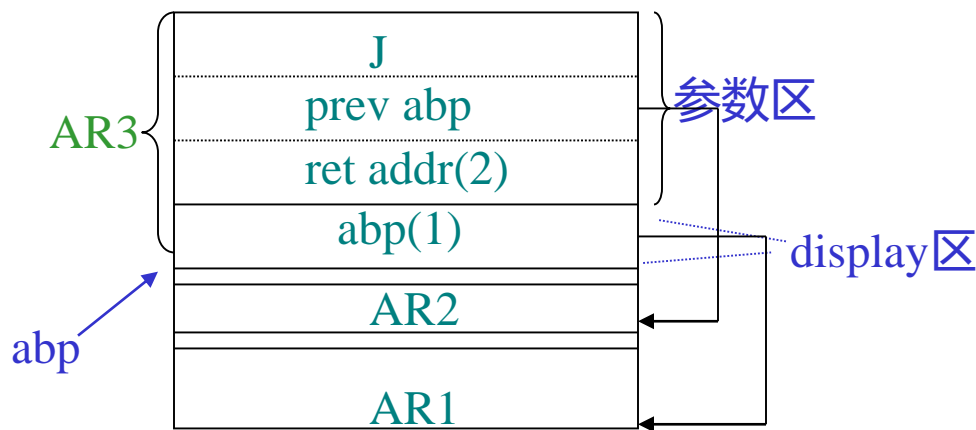 J
prev abp
参数区
AR3
ret addr(2)
abp(1)
display区
AR2
abp
AR1